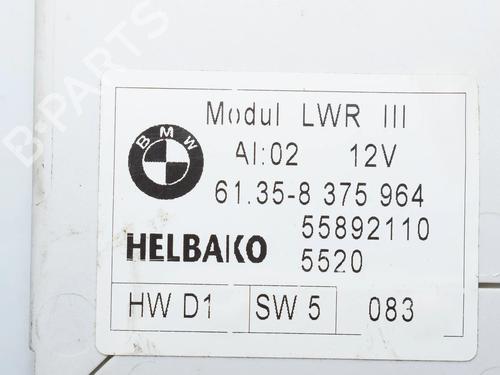 B-PARTS
Modul LWR III
BMW
AI:02 12V
61.35-8 375 964
55892110
HELBAKO 5520
HW D1 SW 5 083